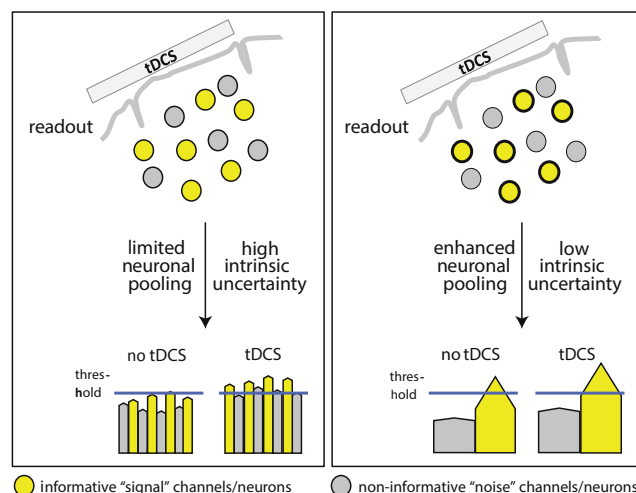 tDCS
readout
limited
neuronal
pooling
high
intrinsic
uncertainty
no tDCS
tDCS
thres-
hold
tDCS
readout
enhanced
neuronal
pooling
low
intrinsic
uncertainty
no tDCS
tDCS
thres-
hold
informative "signal" channels/neurons
non-informative "noise" channels/neurons